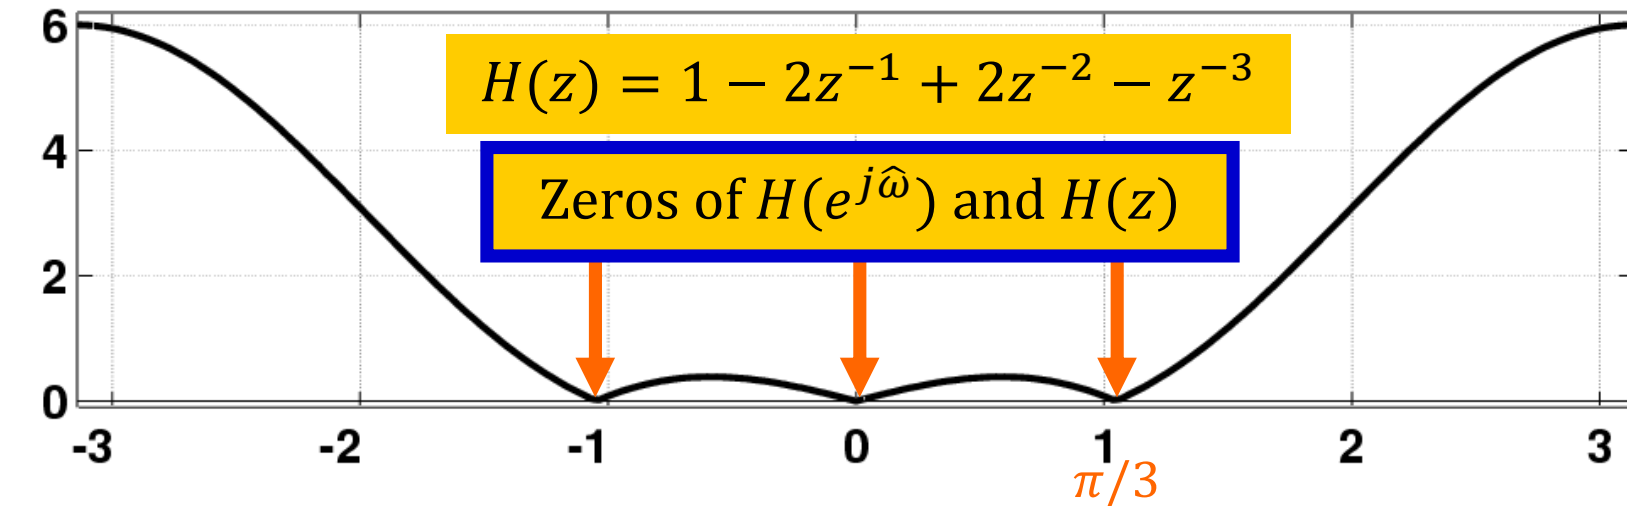 6
H(z) = 1 − 2z⁻¹ + 2z⁻² − z⁻³
4
Zeros of H(e^{jω̂}) and H(z)
2
0
-3 -2 -1 0 1 2 3
π/3